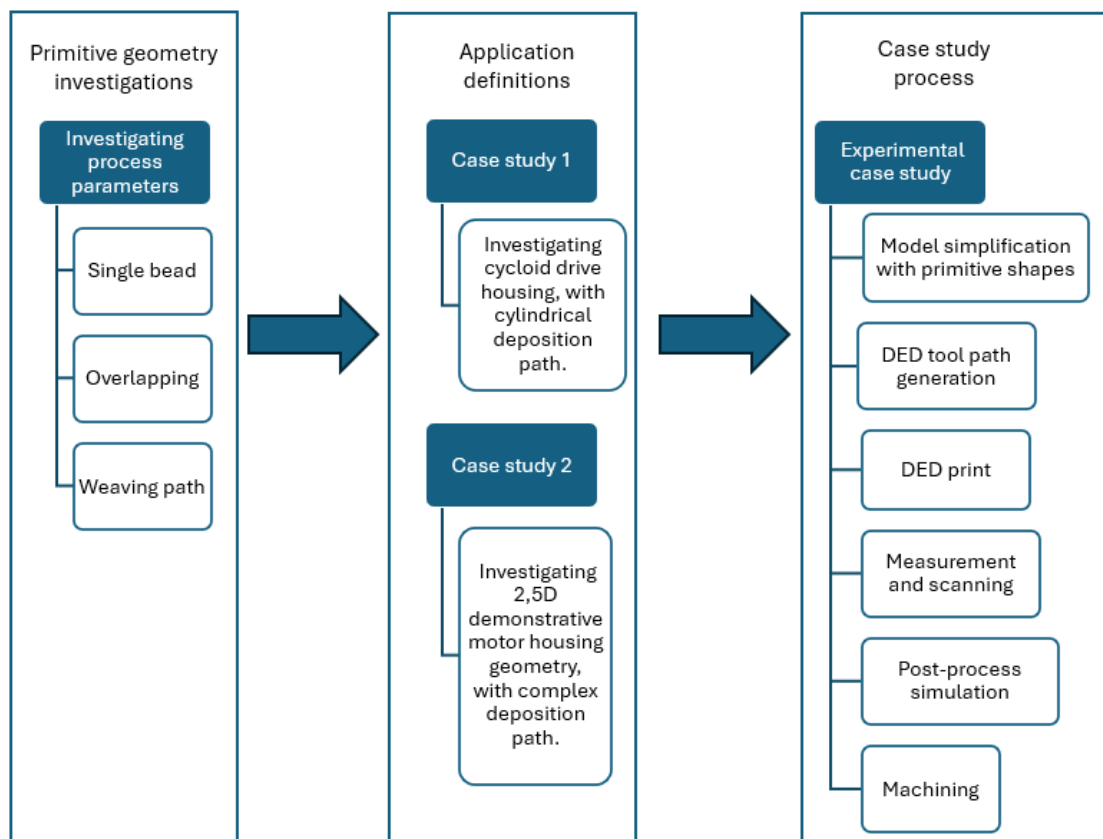 Primitive geometry
investigations
Investigating
process
parameters
Single bead
Overlapping
Weaving path
Application
definitions
Case study 1
Investigating
cycloid drive
housing, with
cylindrical
deposition
path.
Case study 2
Investigating
2,5D
demonstrative
motor housing
geometry,
with complex
deposition
path.
Case study
process
Experimental
case study
Model simplification
with primitive shapes
DED tool path
generation
DED print
Measurement
and scanning
Post-process
simulation
Machining